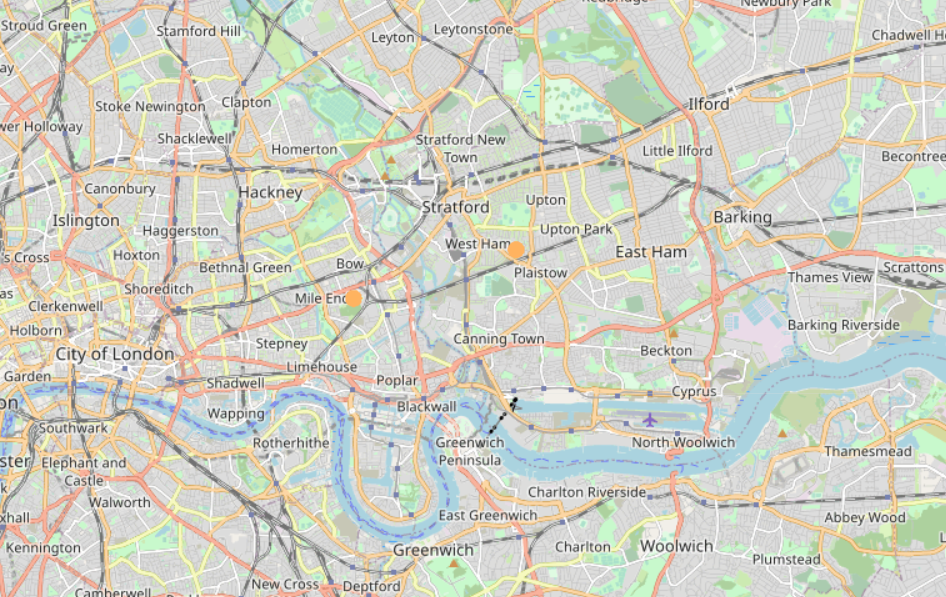 Stroud Green
Stamford Hill
Leyton
Leytonstone
Newbury Park
Chadwell
Stoke Newington
Clapton
Ilford
Holloway
Shacklewell
Homerton
Stratford New
Town
Little Ilford
Becontree
Canonbury
Hackney
Stratford
Upton
Islington
Haggerston
Upton Park
Barking
Hoxton
West Ham
East Ham
s Cross
Bethnal Green
Bow
Plaistow
Thames View
Scrattons
Shoreditch
Clerkenwell
Mile End
Holborn
Stepney
Canning Town
Barking Riverside
City of London
Beckton
Garden
Limehouse
Shadwell
Poplar
Cyprus
Wapping
Blackwall
Southwark
Rotherhithe
Greenwich
Peninsula
North Woolwich
Thamesmead
Elephant and
Castle
Walworth
Charlton Riverside
East Greenwich
Abbey Wood
Kennington
Greenwich
Charlton
Woolwich
Plumstead
New Cross
Deptford
Camberwell